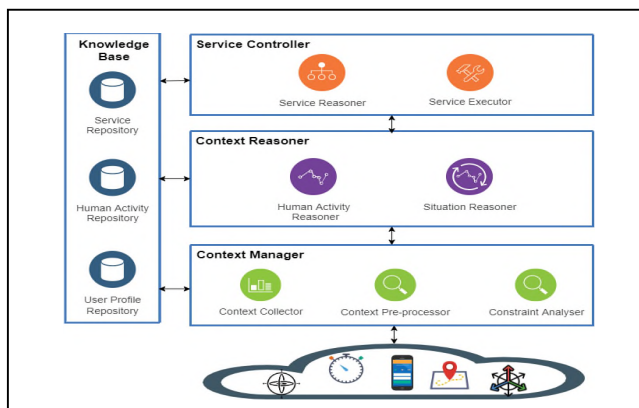 Knowledge
Base
Service
Repository
Human Activity
Repository
User Profile
Repository
Service Controller
Service Reasoner
Service Executor
Context Reasoner
Human Activity
Reasoner
Situation Reasoner
Context Manager
Context Collector
Context Pre-processor
Constraint Analyser